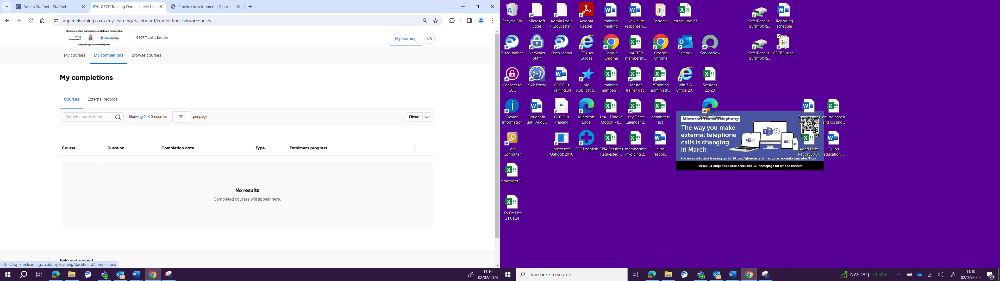 Access Staffnet - Staffnet
GSCP Training Domain - Me Lea
Practice development | Glouces
app.melearning.co.uk/my-learning/dashboard/completions?view=courses
Gloucestershire Safeguarding Children Partnership
NHS
Gloucestershire
Gloucestershire
Safeguarding Practice Development
GSCP Training Domain
My learning
LS
My courses
My completions
Browse courses
My completions
Courses
External records
Search course names
Showing 0 of 0 courses
20
per page
Filter
Course
Duration
Completion date
Type
Enrolment progress
No results
Completed courses will appear here.
Help and support
https://app.melearning.co.uk/my-learning/dashboard/completions
11:10
02/02/2024
Recycle Bin
Microsoft
Edge
Admin Login
- Gloucester...
Acrobat
Reader
training
meeting
New auto
response w...
Personal
errors june 23
SaferRecruit...
(svrshfp01S...
Reporting
schedule
Cisco Jabber
NetScaler
Staff
Cisco Jabber
ICT User
Guides
Google
Chrome
MASTER
membershi...
Google
Chrome
Outlook
ServiceNow
SaferRecruit...
(svrshfp01S...
GSCBBusine...
Connect to
GCC
SAP Portal
GCC Plus
Training.url
My
Applicatio...
training
numbers ...
Master
Trainer dat...
#Training
admin sch...
Win 7 &
Office 20...
Sessions
22-23
Device
Information
Bought in
until Augu...
GCC Plus
Training
Microsoft
Edge
Lea - Time In
Motion - b...
Key Dates
Calendar 2...
admin task
list
Work - Edge
Trainer dates
course access
and costing...
Lock
Computer
Microsoft
Outlook 2010
GCC LogMeIn
CPIA Sessions
Requested ...
membership
invoicing 2...
auto
respon...
Aged Debt
Report 30.0...
Quirks
education ...
timesheet2...
To Do List
31.01.24
Microsoft Teams Telephony
The way you make
external telephone
calls is changing
in March
For more info and training go to: https://gloucestershirecc.sharepoint.com/sites/Hub
For all ICT enquiries please check the ICT homepage for who to contact
Type here to search
NASDAQ +1.30%
11:10
02/02/2024
20